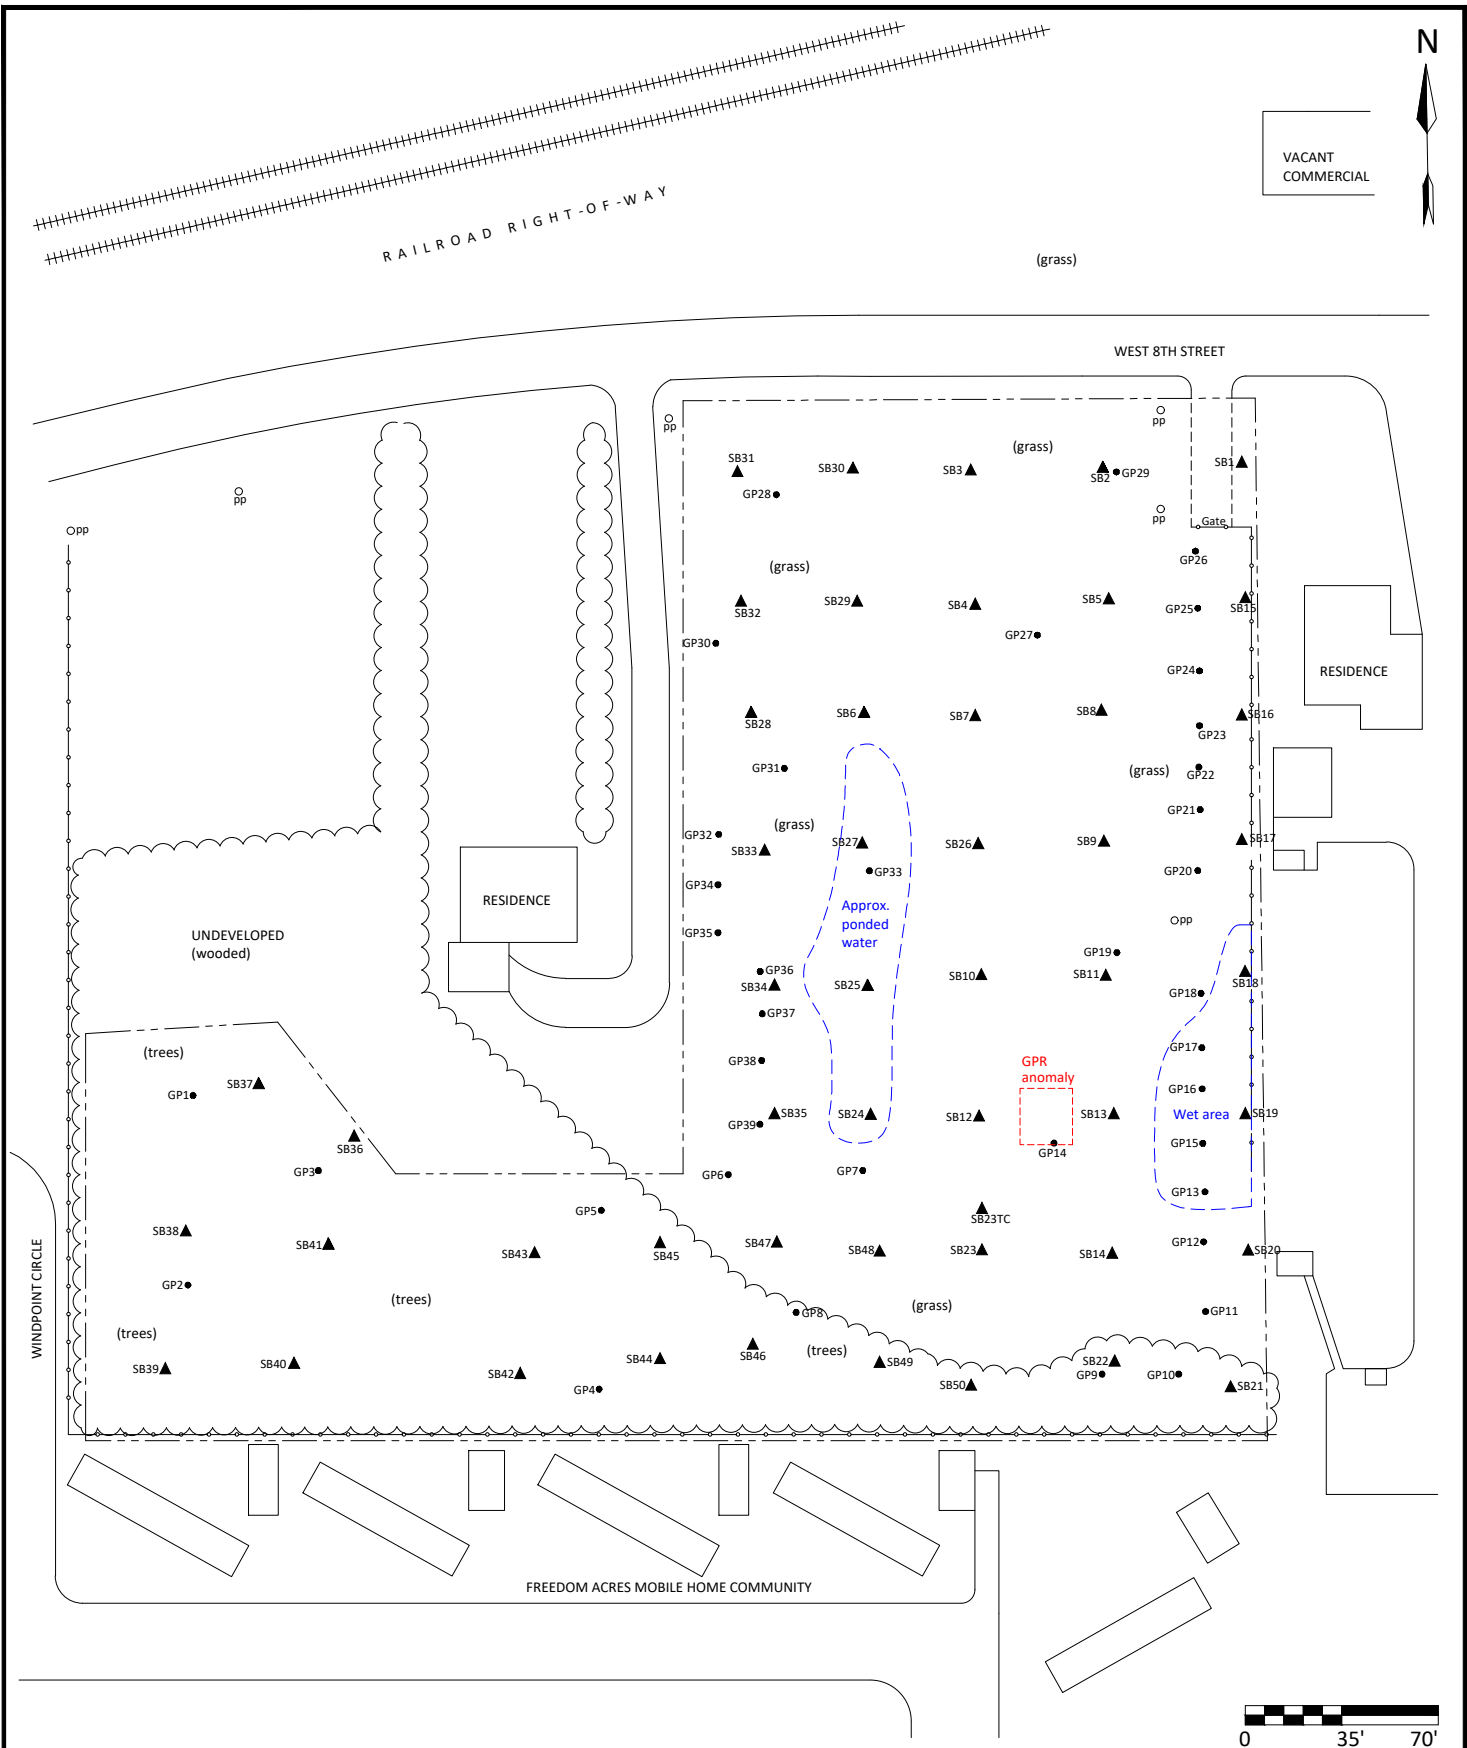 N
VACANT
COMMERCIAL
RAILROAD RIGHT-OF-WAY
(grass)
WEST 8TH STREET
pp
pp
(grass)
SB31
SB30
SB3
SB2
GP29
SB1
GP28
pp
pp
pp
Gate
GP26
(grass)
SB32
SB29
SB4
SB5
GP25
SB15
GP30
GP27
GP24
RESIDENCE
SB28
SB6
SB7
SB8
SB16
GP23
GP31
(grass)
GP22
GP21
GP32
(grass)
SB33
SB27
SB26
SB9
SB17
GP33
GP20
GP34
RESIDENCE
Approx.
ponded
water
pp
UNDEVELOPED
(wooded)
GP35
GP19
GP36
SB34
SB25
SB10
SB11
SB18
GP18
GP37
GP17
(trees)
GP38
GPR
anomaly
SB37
GP1
GP16
SB35
SB24
SB12
SB13
Wet area
SB19
GP39
SB36
GP14
GP15
GP3
GP6
GP7
GP13
GP5
SB23TC
SB38
SB41
SB43
SB45
SB47
SB48
SB23
SB14
GP12
SB20
WINDPOINT CIRCLE
GP2
(trees)
GP8
(grass)
GP11
(trees)
SB39
SB40
SB42
SB44
SB46
(trees)
SB49
SB50
SB22
GP9
GP10
SB21
GP4
FREEDOM ACRES MOBILE HOME COMMUNITY
0 35' 70'